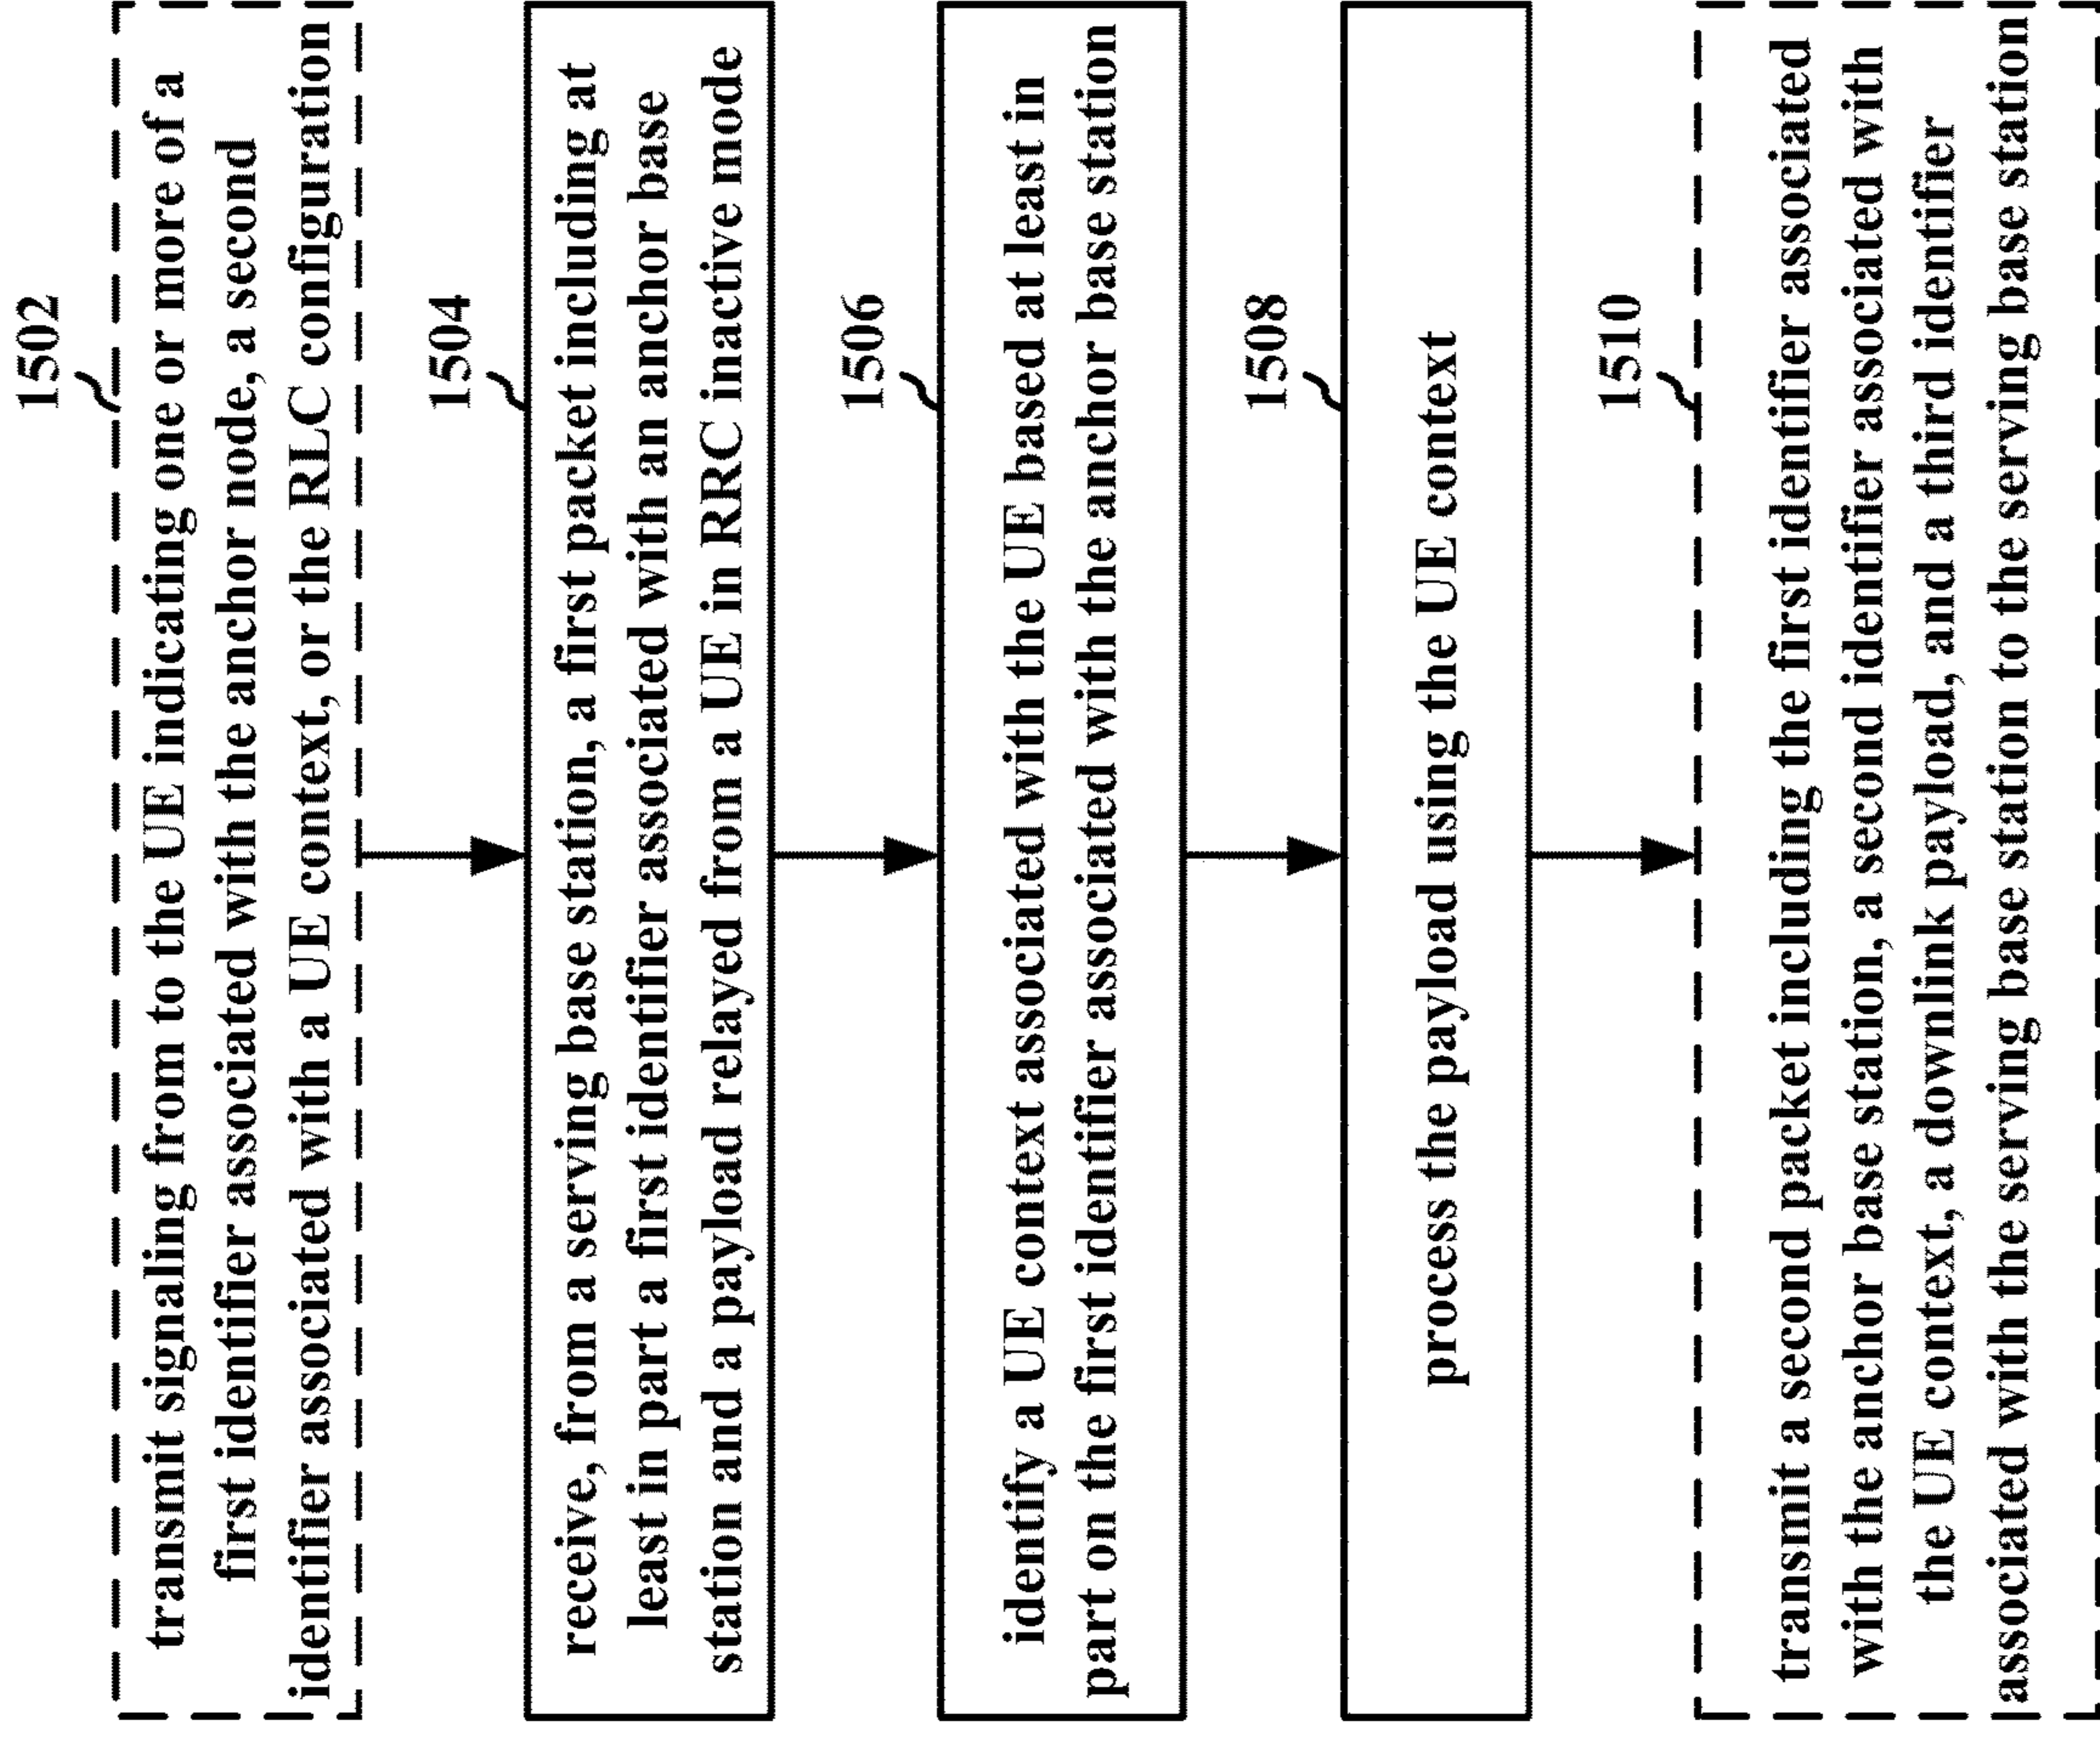 1502
transmit signaling from to the UE indicating one or more of a
first identifier associated with the anchor node, a second
identifier associated with a UE context, or the RLC configuration
1504
receive, from a serving base station, a first packet including at
least in part a first identifier associated with an anchor base
station and a payload relayed from a UE in RRC inactive mode
1506
identify a UE context associated with the UE based at least in
part on the first identifier associated with the anchor base station
1508
process the payload using the UE context
1510
transmit a second packet including the first identifier associated
with the anchor base station, a second identifier associated with
the UE context, a downlink payload, and a third identifier
associated with the serving base station to the serving base station